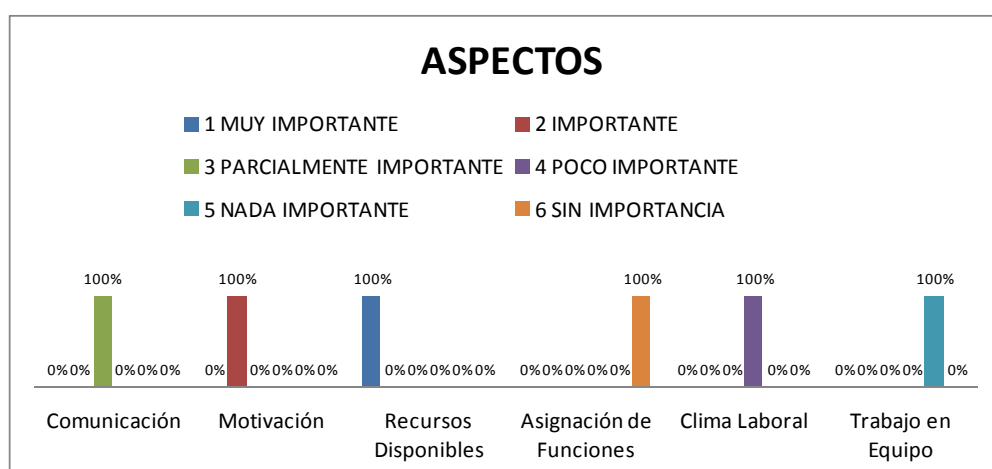 ASPECTOS
1 MUY IMPORTANTE 2 IMPORTANTE
3 PARCIALMENTE IMPORTANTE 4 POCO IMPORTANTE
5 NADA IMPORTANTE 6 SIN IMPORTANCIA
100% 100% 100% 100% 100% 100%
0% 0% 0% 0% 0% 0% 0% 0% 0% 0% 0% 0% 0% 0% 0% 0% 0% 0% 0% 0% 0% 0% 0% 0% 0% 0% 0% 0% 0% 0%
Comunicación Motivación Recursos Asignación de Clima Laboral Trabajo en
Disponibles Funciones Equipo